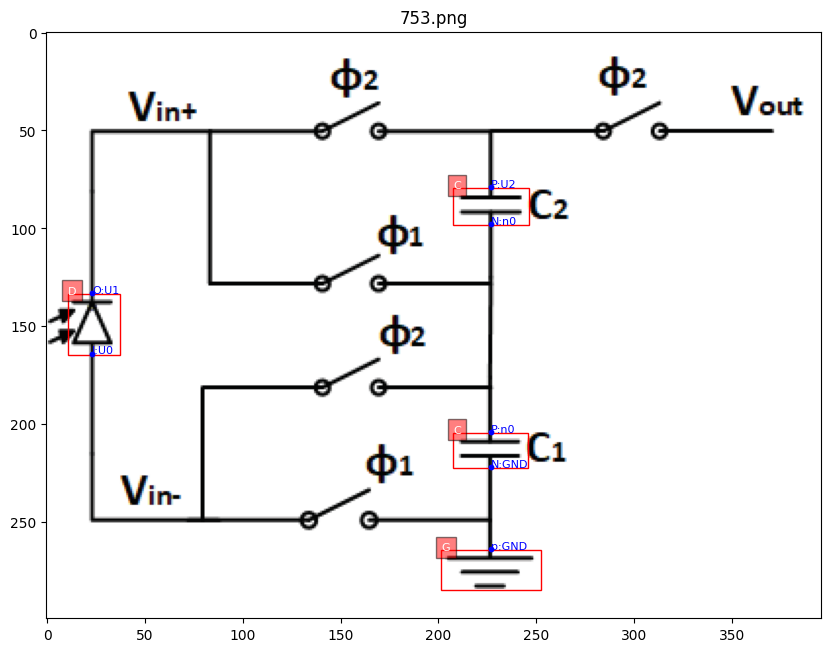 753.png
ϕ2
ϕ2
Vin+
Vout
C
P:U2
C2
N:n0
ϕ1
D
O:U1
ϕ2
:U0
C
P:n0
C1
N:GND
ϕ1
Vin-
G
p:GND
0
50
100
150
200
250
0
50
100
150
200
250
300
350